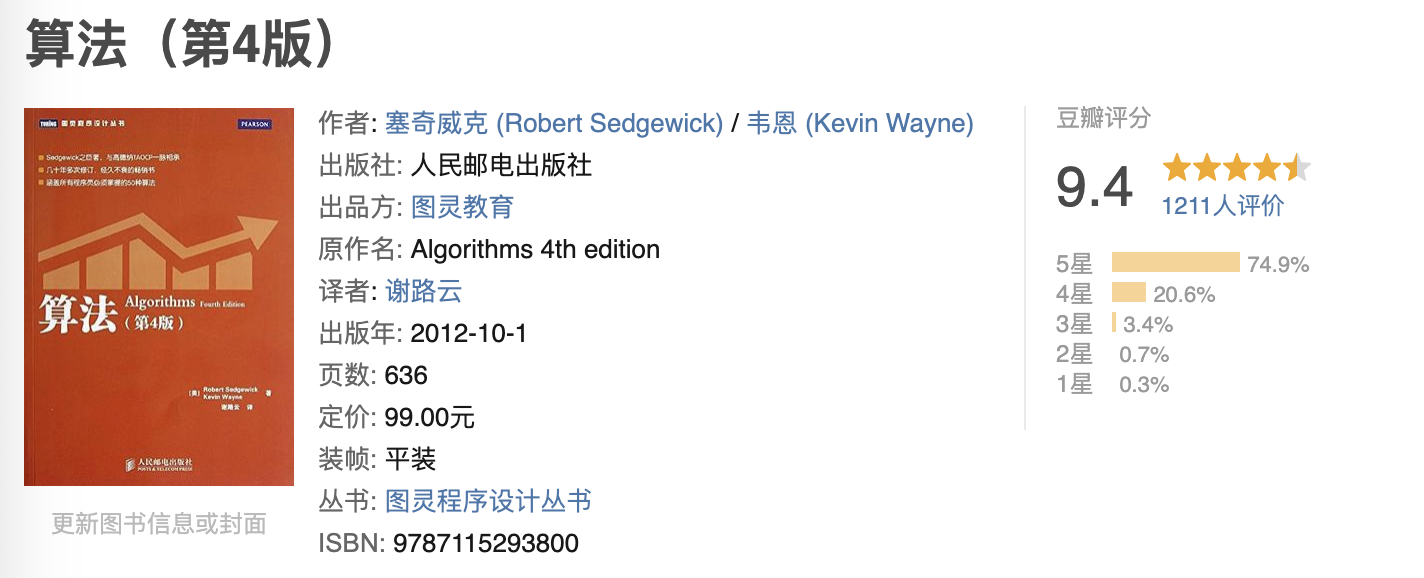 算法（第4版）
TURING 图灵程序设计丛书
PEARSON
Sedgewick之巨著，与高德纳TAOCP一脉相承
几十年多次修订，经久不衰的畅销书
涵盖所有程序员必须掌握的50种算法
算法 Algorithms Fourth Edition
（第4版）
[美] Robert Sedgewick
Kevin Wayne 著
谢路云 译
人民邮电出版社
POSTS & TELECOM PRESS
更新图书信息或封面
作者: 塞奇威克 (Robert Sedgewick) / 韦恩 (Kevin Wayne)
出版社: 人民邮电出版社
出品方: 图灵教育
原作名: Algorithms 4th edition
译者: 谢路云
出版年: 2012-10-1
页数: 636
定价: 99.00元
装帧: 平装
丛书: 图灵程序设计丛书
ISBN: 9787115293800
豆瓣评分
9.4
1211人评价
5星 74.9%
4星 20.6%
3星 3.4%
2星 0.7%
1星 0.3%